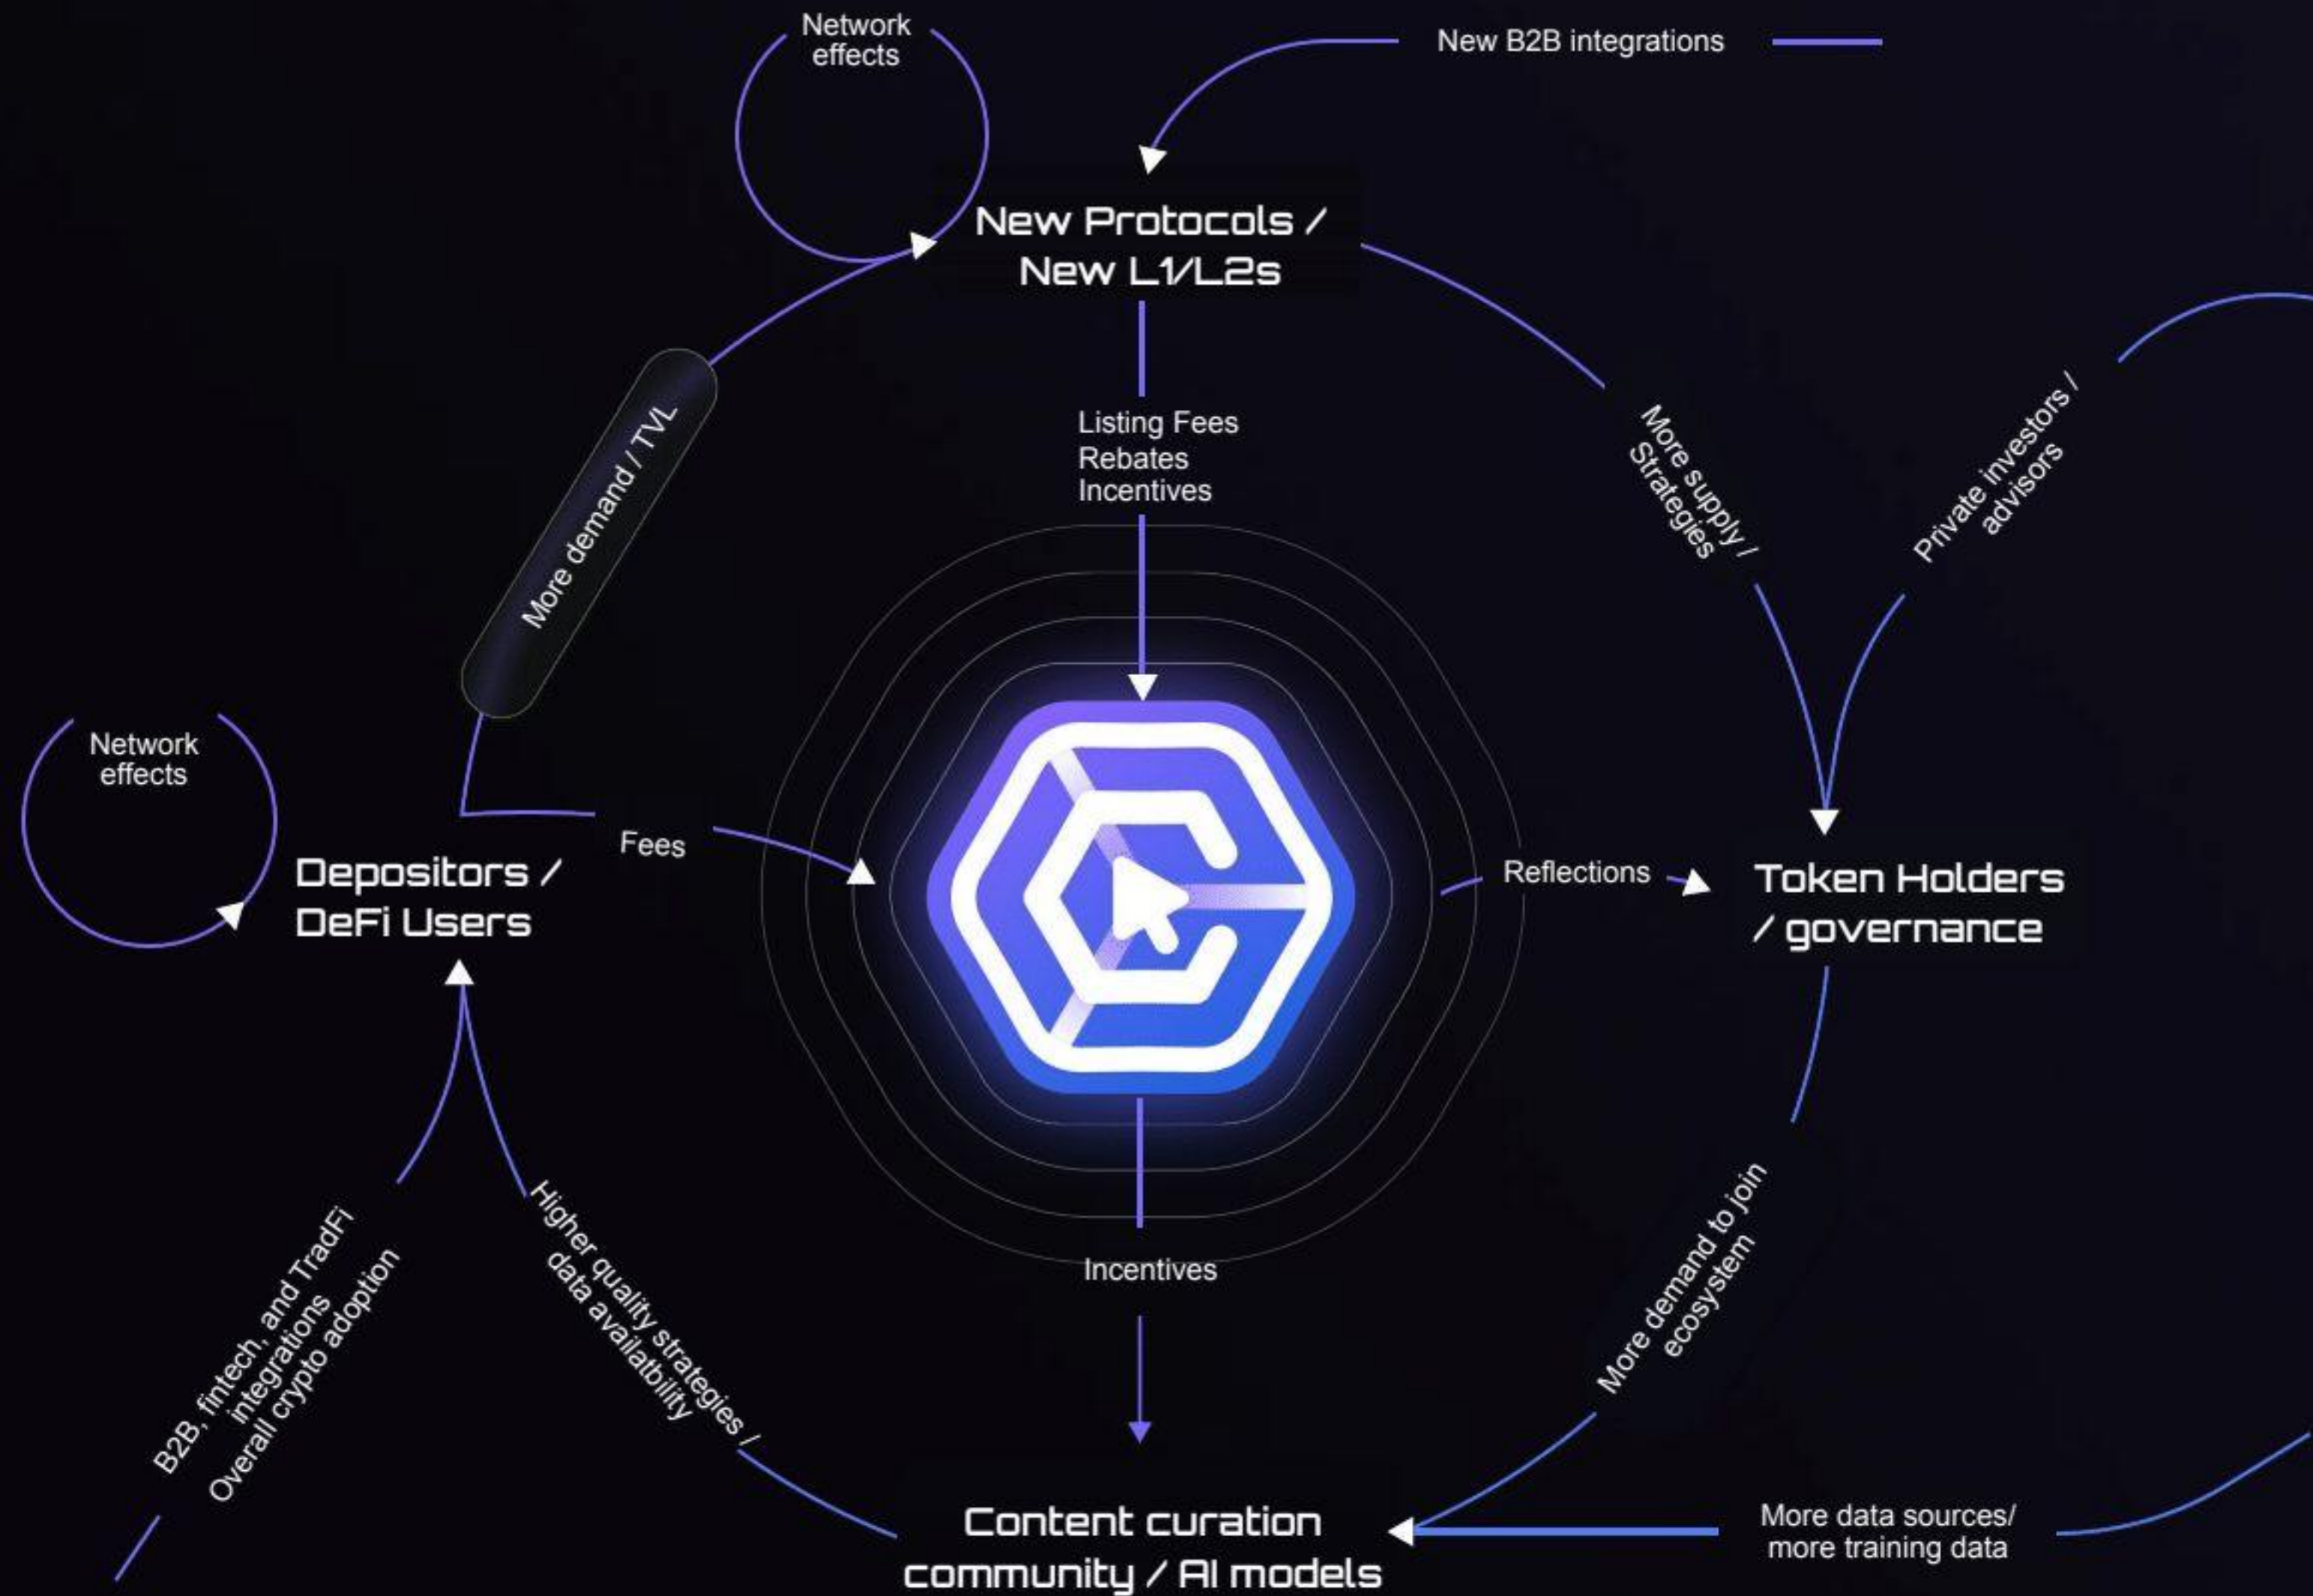 Network
effects
New B2B integrations
New Protocols /
New L1/L2s
More demand / TVL
Listing Fees
Rebates
Incentives
More supply /
Strategies
Private investors /
advisors
Network
effects
Fees
Depositors /
DeFi Users
Reflections
Token Holders
/ governance
B2B, fintech, and TradFi
integrations
Overall crypto adoption
Higher quality strategies /
data availatbility
Incentives
More demand to join
ecosystem
Content curation
community / AI models
More data sources/
more training data